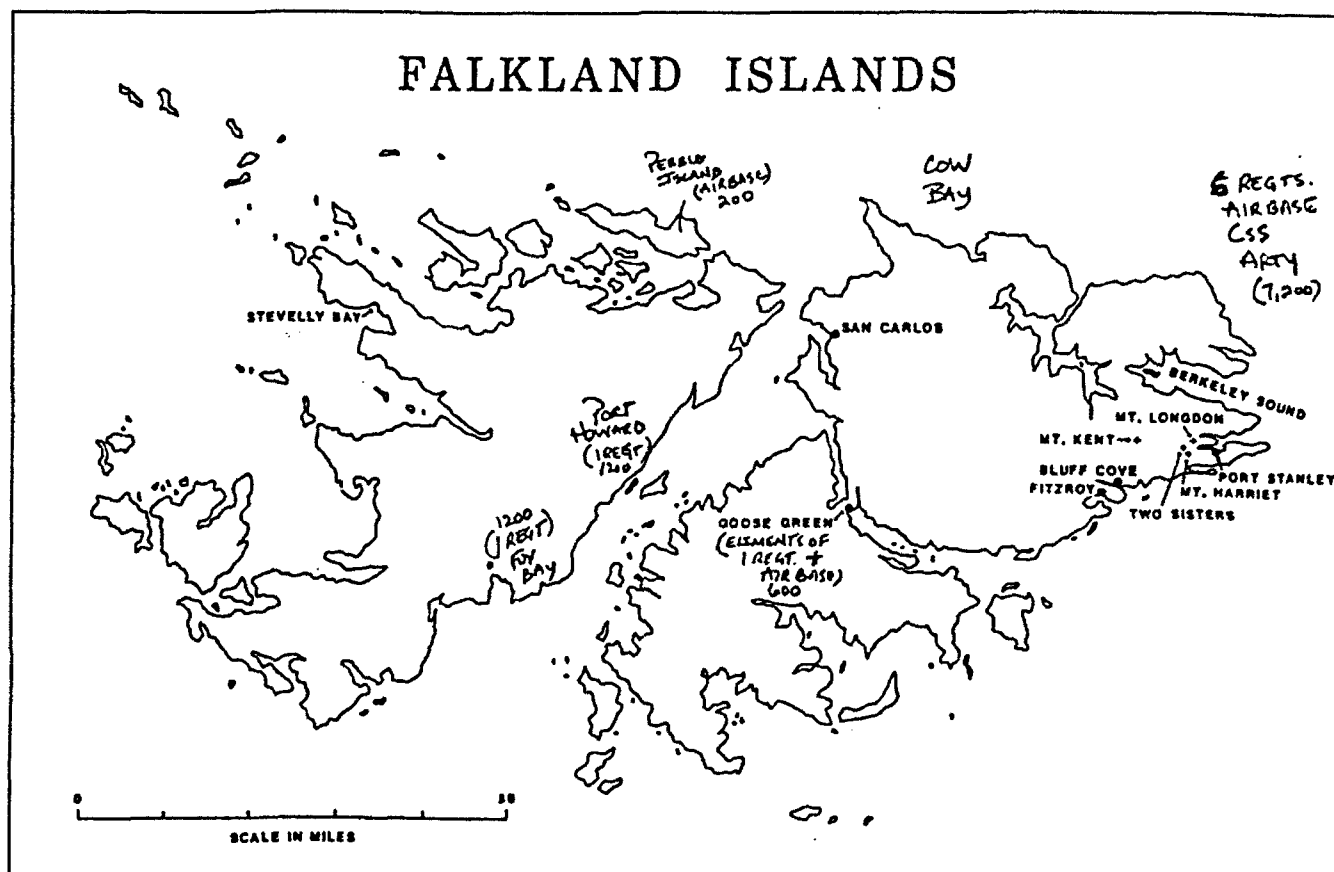 FALKLAND ISLANDS
PEBBLE
ISLAND
(AIRBASE)
200
COW
BAY
6 REGTS.
AIRBASE
CSS
ARTY
(7,200)
STEVELLY BAY
SAN CARLOS
BERKELEY SOUND
PORT
HOWARD
(1 REGT)
1200
MT. LONGDON
MT. KENT
BLUFF COVE
FITZROY
PORT STANLEY
MT. HARRIET
TWO SISTERS
1200
(1 REGT)
FOX
BAY
GOOSE GREEN
(ELEMENTS OF
1 REGT. +
AIR BASE)
600
0
SCALE IN MILES